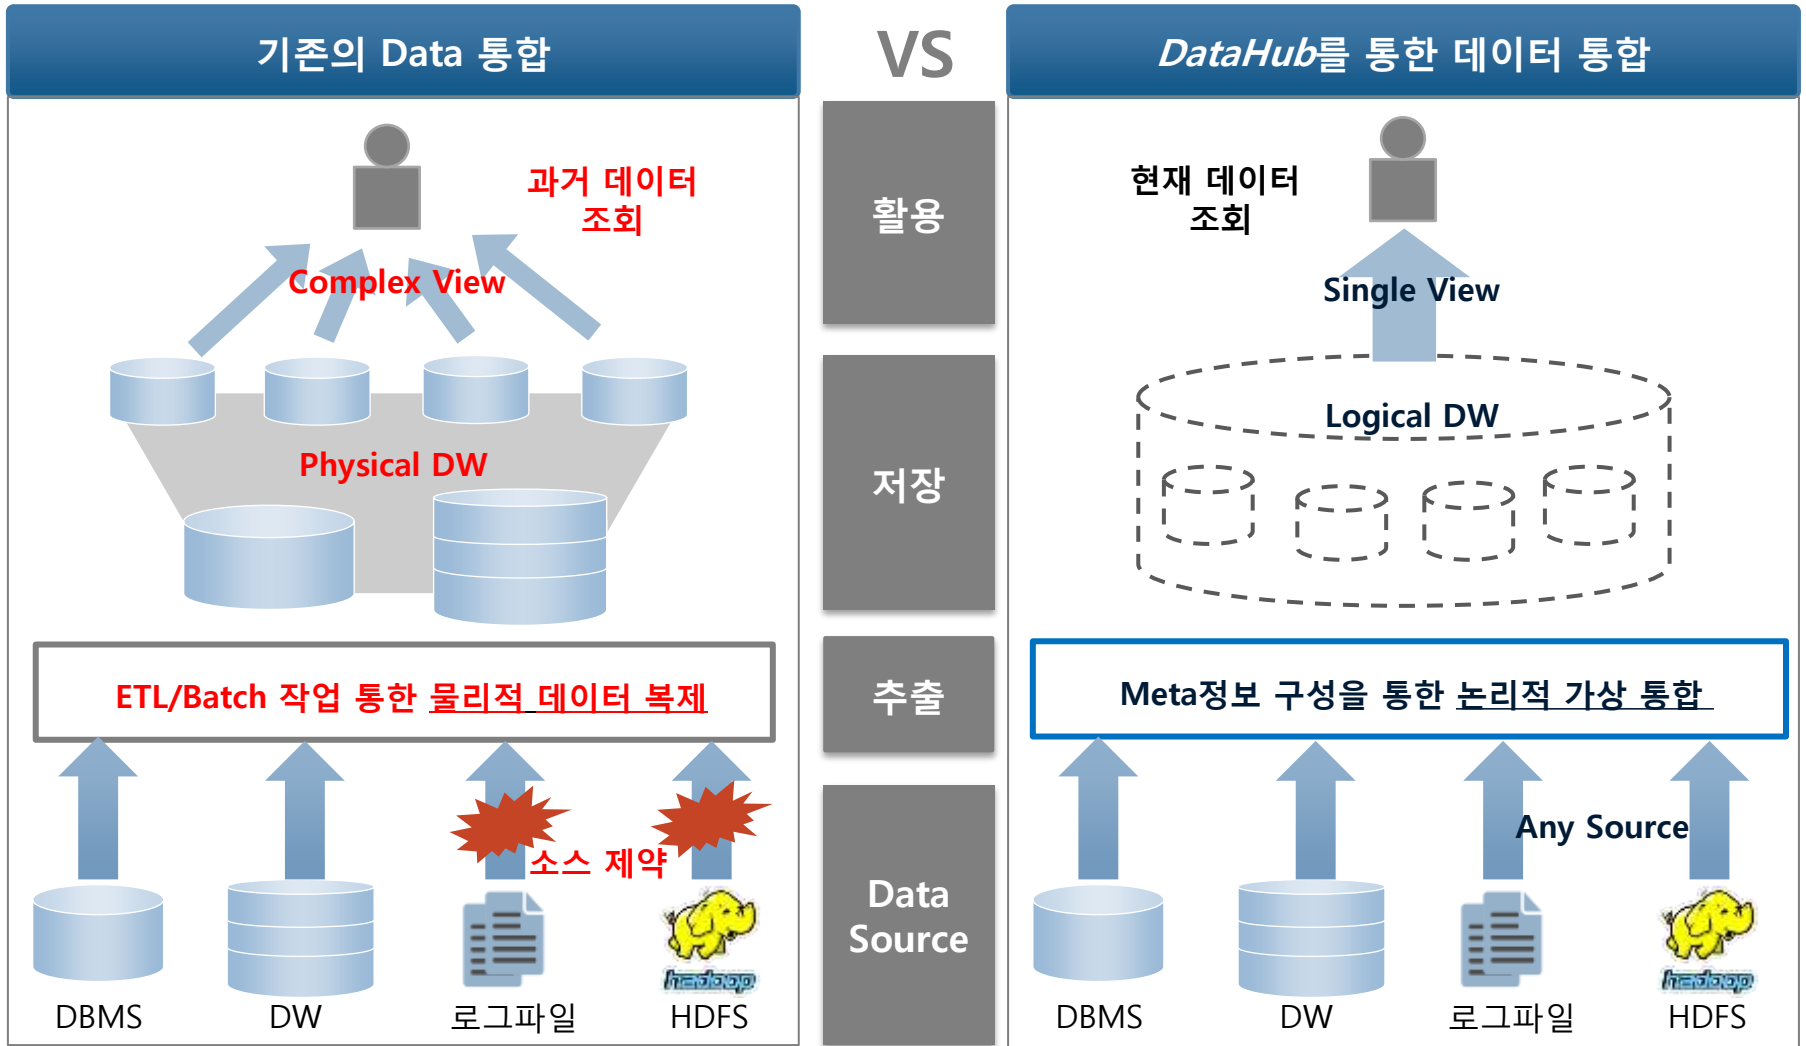 기존의 Data 통합
VS
DataHub를 통한 데이터 통합
과거 데이터
조회
Complex View
Physical DW
ETL/Batch 작업 통한 물리적 데이터 복제
소스 제약
hadoop
DBMS
DW
로그파일
HDFS
활용
저장
추출
Data
Source
현재 데이터
조회
Single View
Logical DW
Meta정보 구성을 통한 논리적 가상 통합
Any Source
hadoop
DBMS
DW
로그파일
HDFS